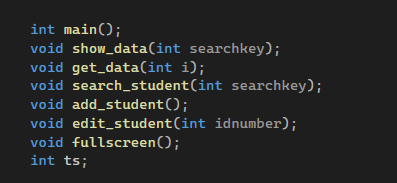 int main();
void show_data(int searchkey);
void get_data(int i);
void search_student(int searchkey);
void add_student();
void edit_student(int idnumber);
void fullscreen();
int ts;